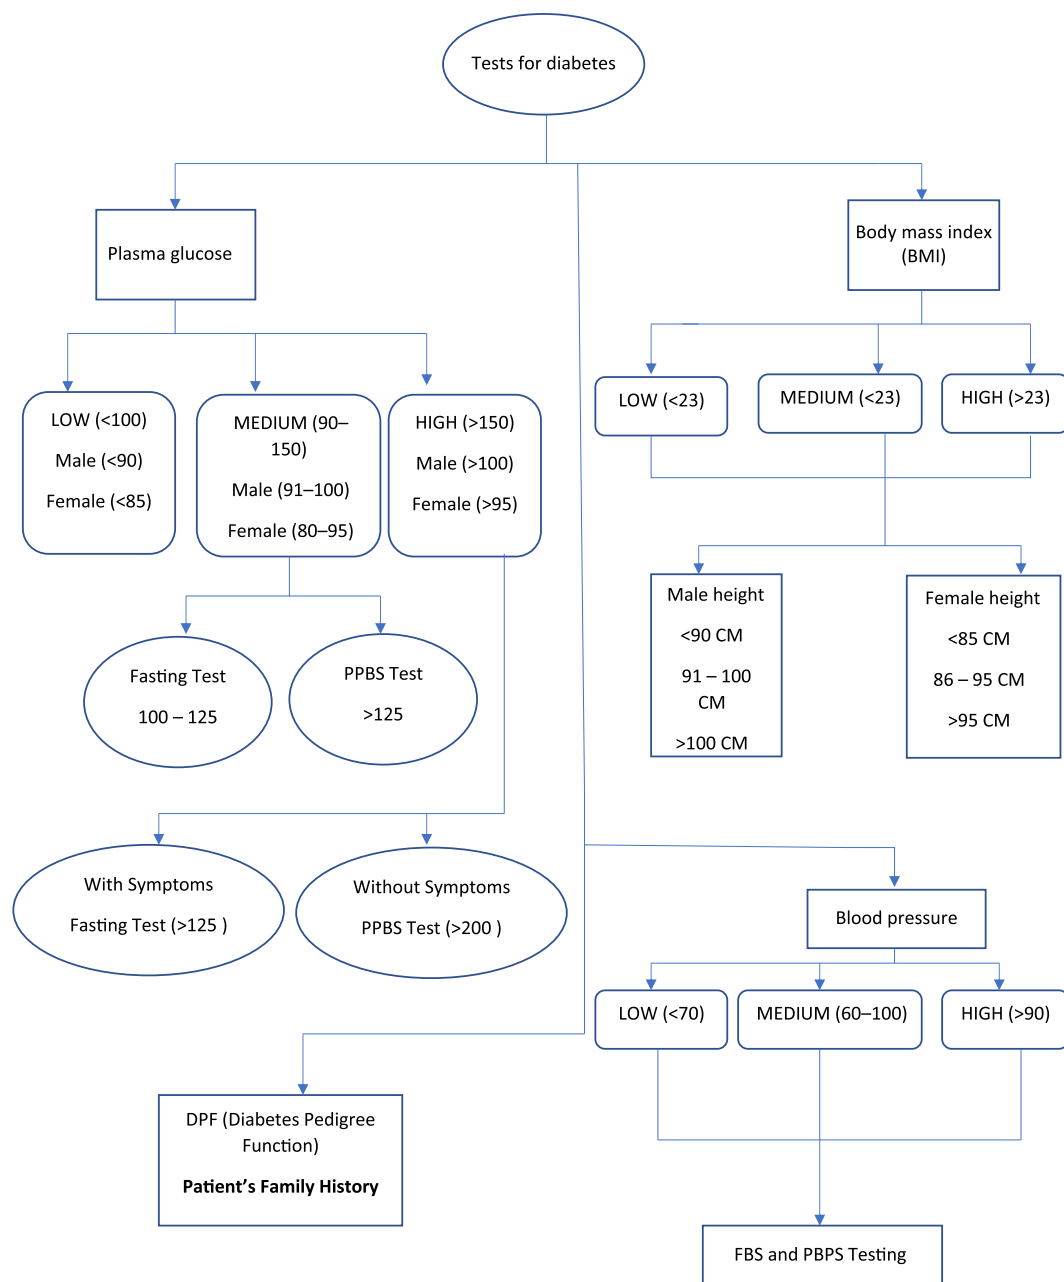 Tests for diabetes
Plasma glucose
Body mass index
(BMI)
LOW (<100)
Male (<90)
Female (<85)
MEDIUM (90–
150)
Male (91–100)
Female (80–95)
HIGH (>150)
Male (>100)
Female (>95)
LOW (<23)
MEDIUM (<23)
HIGH (>23)
Fasting Test
100 – 125
PPBS Test
>125
Male height
<90 CM
91 – 100
CM
>100 CM
Female height
<85 CM
86 – 95 CM
>95 CM
With Symptoms
Fasting Test (>125 )
Without Symptoms
PPBS Test (>200 )
Blood pressure
LOW (<70)
MEDIUM (60–100)
HIGH (>90)
DPF (Diabetes Pedigree
Function)
Patient’s Family History
FBS and PBPS Testing